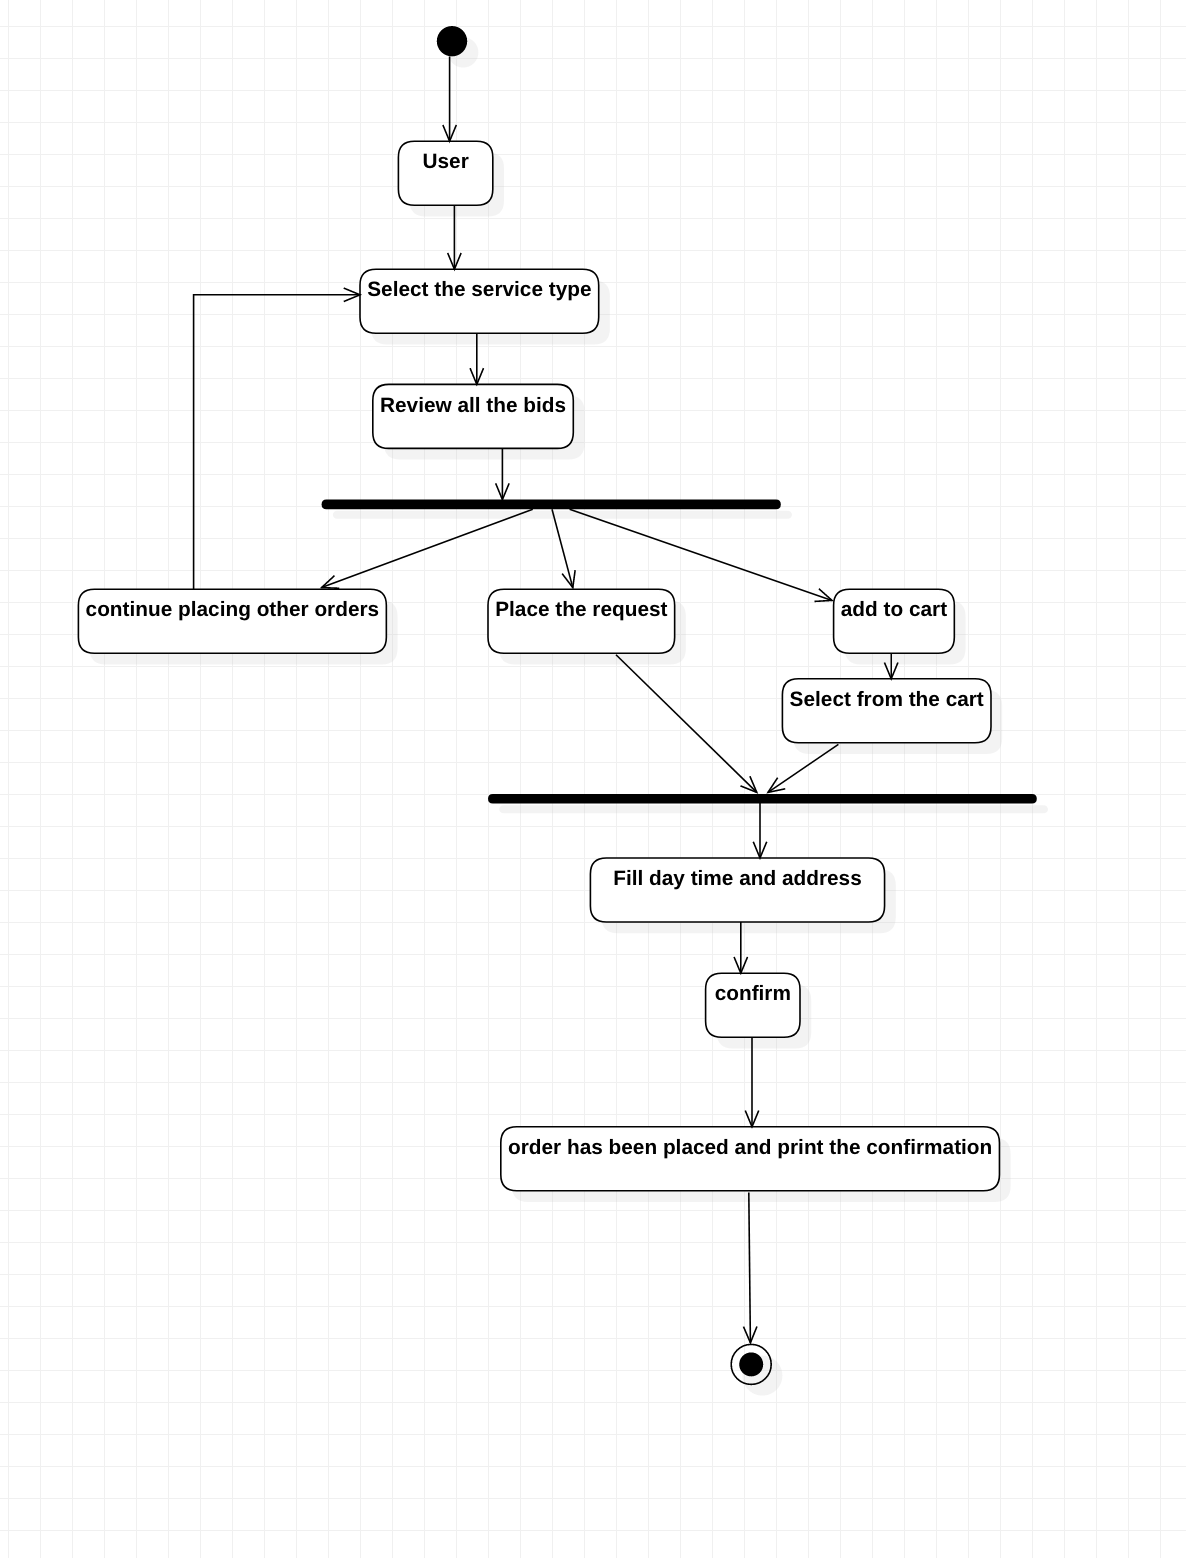 User
Select the service type
Review all the bids
continue placing other orders
Place the request
add to cart
Select from the cart
Fill day time and address
confirm
order has been placed and print the confirmation